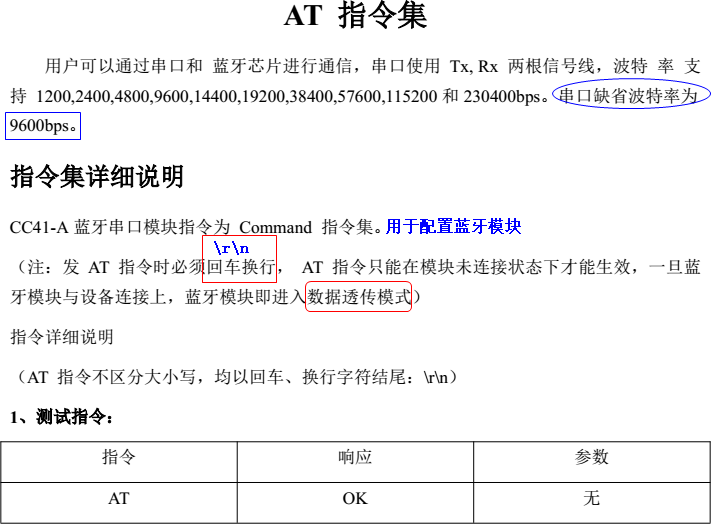 AT 指令集
用户可以通过串口和 蓝牙芯片进行通信，串口使用 Tx, Rx 两根信号线，波特 率 支
持 1200,2400,4800,9600,14400,19200,38400,57600,115200 和 230400bps。串口缺省波特率为
9600bps。
指令集详细说明
CC41-A 蓝牙串口模块指令为 Command 指令集。用于配置蓝牙模块
\r\n
（注：发 AT 指令时必须回车换行， AT 指令只能在模块未连接状态下才能生效，一旦蓝
牙模块与设备连接上，蓝牙模块即进入数据透传模式）
指令详细说明
（AT 指令不区分大小写，均以回车、换行字符结尾：\r\n）
1、测试指令：
指令 响应 参数
AT OK 无